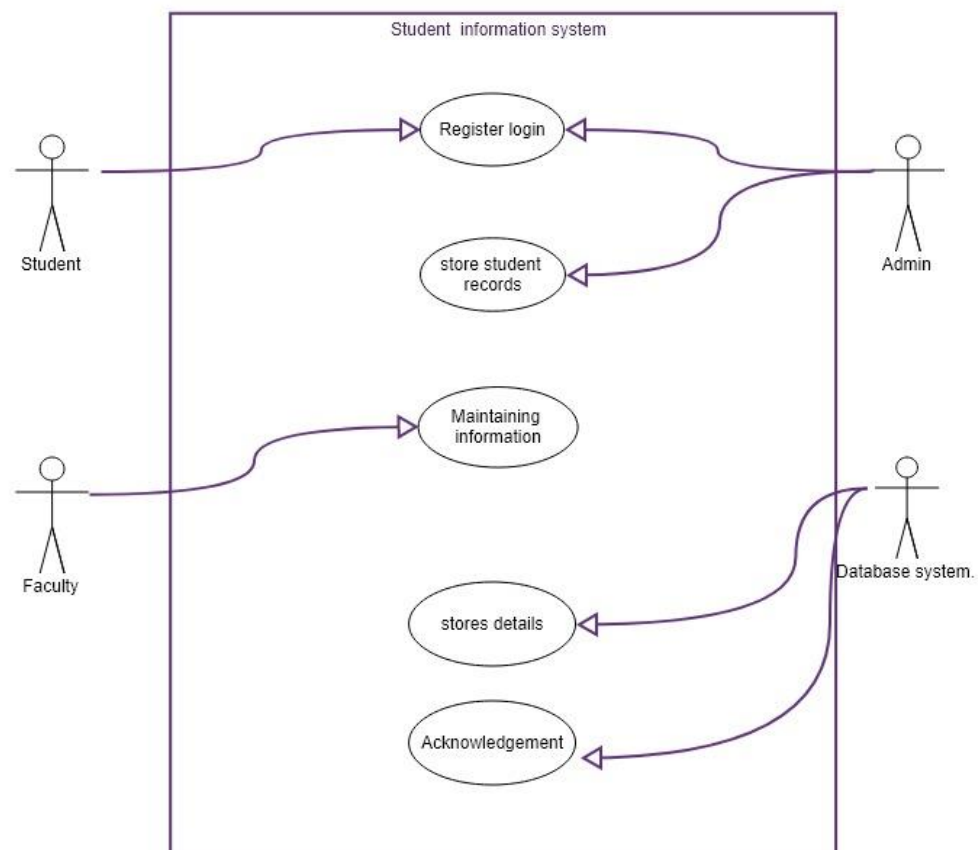 Student  information system
Register login
Student
Admin
store student
records
Maintaining
information
Faculty
Database system.
stores details
Acknowledgement